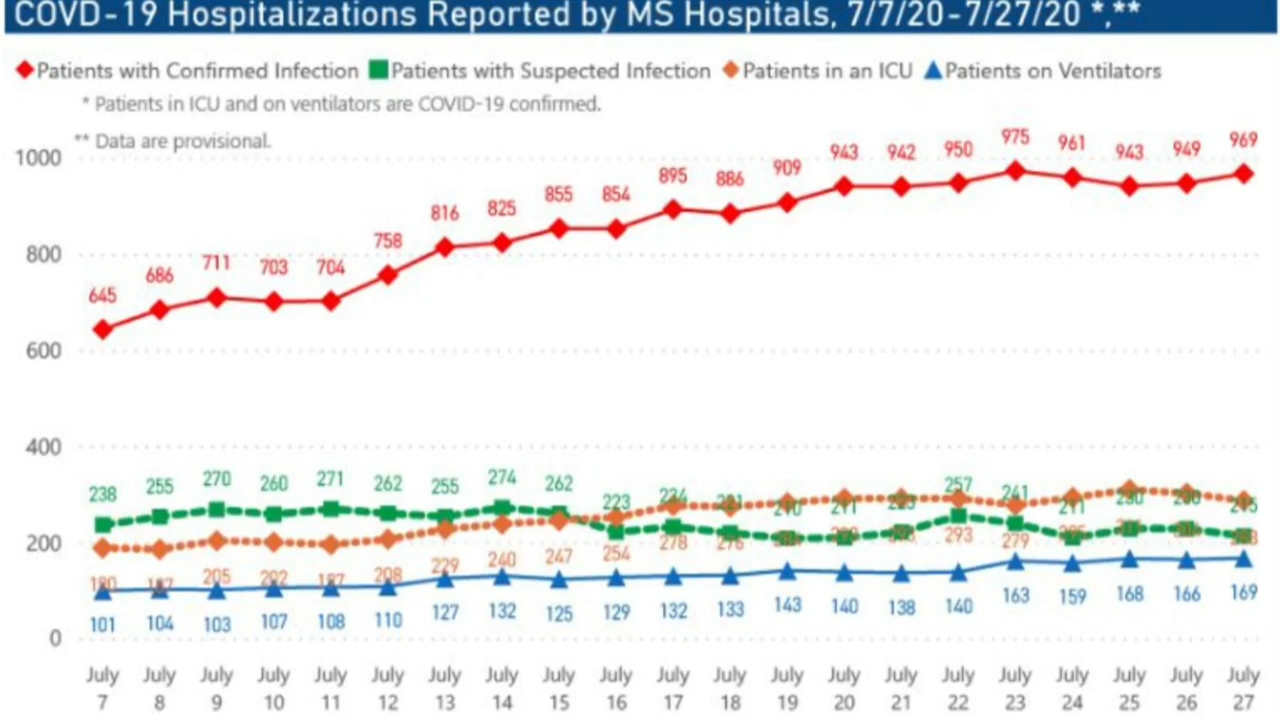 COVD-19 Hospitalizations Reported by MS Hospitals, 7/7/20-7/27/20 *,**
Patients with Confirmed Infection Patients with Suspected Infection Patients in an ICU Patients on Ventilators
* Patients in ICU and on ventilators are COVID-19 confirmed.
** Data are provisional.
1000
800
600
400
200
0
645 686 711 703 704 758 816 825 855 854 895 886 909 943 942 950 975 961 943 949 969
238 255 270 260 271 262 255 274 262 223 257 241
205 202 208 229 240 247 254 278 276 293 279
101 104 103 107 108 110 127 132 125 129 132 133 143 140 138 140 163 159 168 166 169
July July July July July July July July July July July July July July July July July July July July July
7 8 9 10 11 12 13 14 15 16 17 18 19 20 21 22 23 24 25 26 27